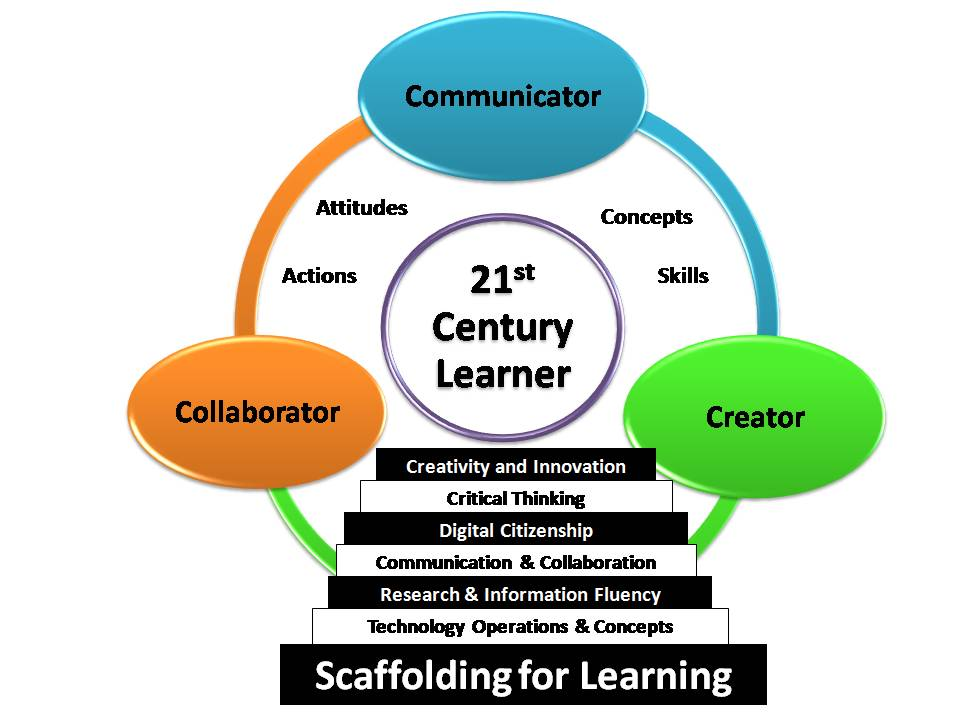 Communicator
Attitudes
Concepts
Actions
Skills
21st
Century
Learner
Collaborator
Creator
Creativity and Innovation
Critical Thinking
Digital Citizenship
Communication & Collaboration
Research & Information Fluency
Technology Operations & Concepts
Scaffolding for Learning